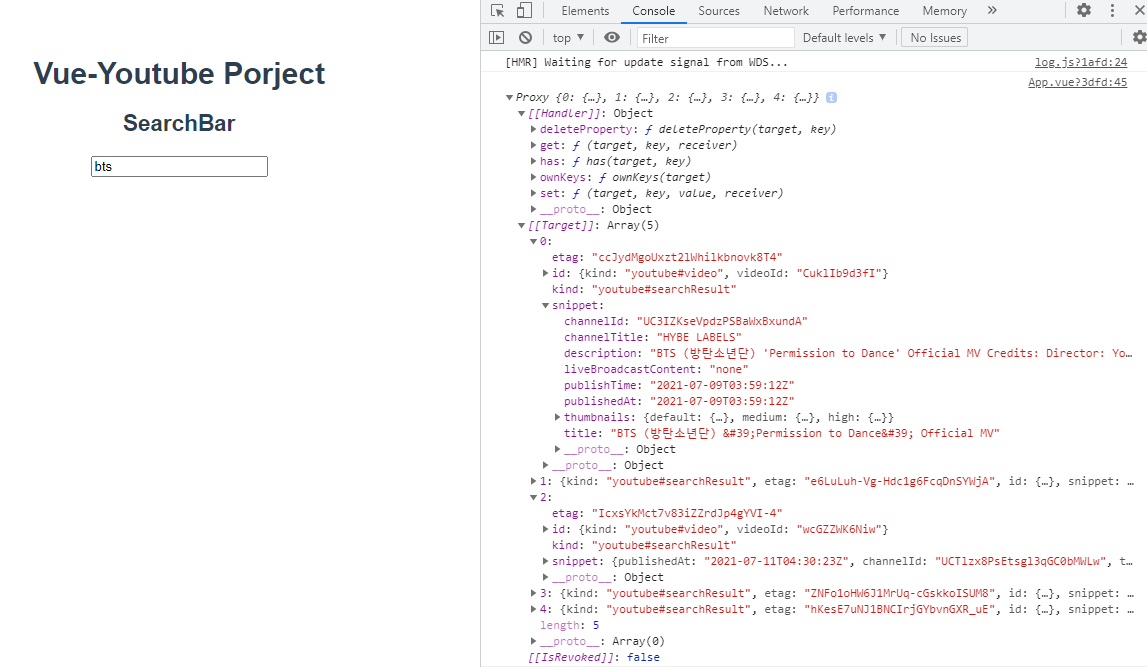 Vue-Youtube Porject
SearchBar
bts
Elements Console Sources Network Performance Memory »
top ▼ Filter Default levels ▼ No Issues
[HMR] Waiting for update signal from WDS... log.js?1afd:24
App.vue?3dfd:45
▼Proxy {0: {…}, 1: {…}, 2: {…}, 3: {…}, 4: {…}} i
▼[[Handler]]: Object
▶deleteProperty: ƒ deleteProperty(target, key)
▶get: ƒ (target, key, receiver)
▶has: ƒ has(target, key)
▶ownKeys: ƒ ownKeys(target)
▶set: ƒ (target, key, value, receiver)
▶__proto__: Object
▼[[Target]]: Array(5)
▼0:
etag: "ccJydMgoUxzt2lWhilkbnovk8T4"
▶id: {kind: "youtube#video", videoId: "CuklIb9d3fI"}
kind: "youtube#searchResult"
▼snippet:
channelId: "UC3IZKseVpdzPSBaWxBxundA"
channelTitle: "HYBE LABELS"
description: "BTS (방탄소년단) 'Permission to Dance' Official MV Credits: Director: Yo…
liveBroadcastContent: "none"
publishTime: "2021-07-09T03:59:12Z"
publishedAt: "2021-07-09T03:59:12Z"
▶thumbnails: {default: {…}, medium: {…}, high: {…}}
title: "BTS (방탄소년단) &#39;Permission to Dance&#39; Official MV"
▶__proto__: Object
▶__proto__: Object
▶1: {kind: "youtube#searchResult", etag: "e6LuLuh-Vg-Hdc1g6FcqDnSYWjA", id: {…}, snippet: …
▼2:
etag: "IcxsYkMct7v83iZZrdJp4gYVI-4"
▶id: {kind: "youtube#video", videoId: "wcGZZWK6Niw"}
kind: "youtube#searchResult"
▶snippet: {publishedAt: "2021-07-11T04:30:23Z", channelId: "UCTlzx8PsEtsgl3qGC0bMWLw", t…
▶__proto__: Object
▶3: {kind: "youtube#searchResult", etag: "ZNFo1oHW6J1MrUq-cGskkoISUM8", id: {…}, snippet: …
▶4: {kind: "youtube#searchResult", etag: "hKesE7uNJ1BNCIrjGYbvnGXR_uE", id: {…}, snippet: …
length: 5
▶__proto__: Array(0)
[[IsRevoked]]: false